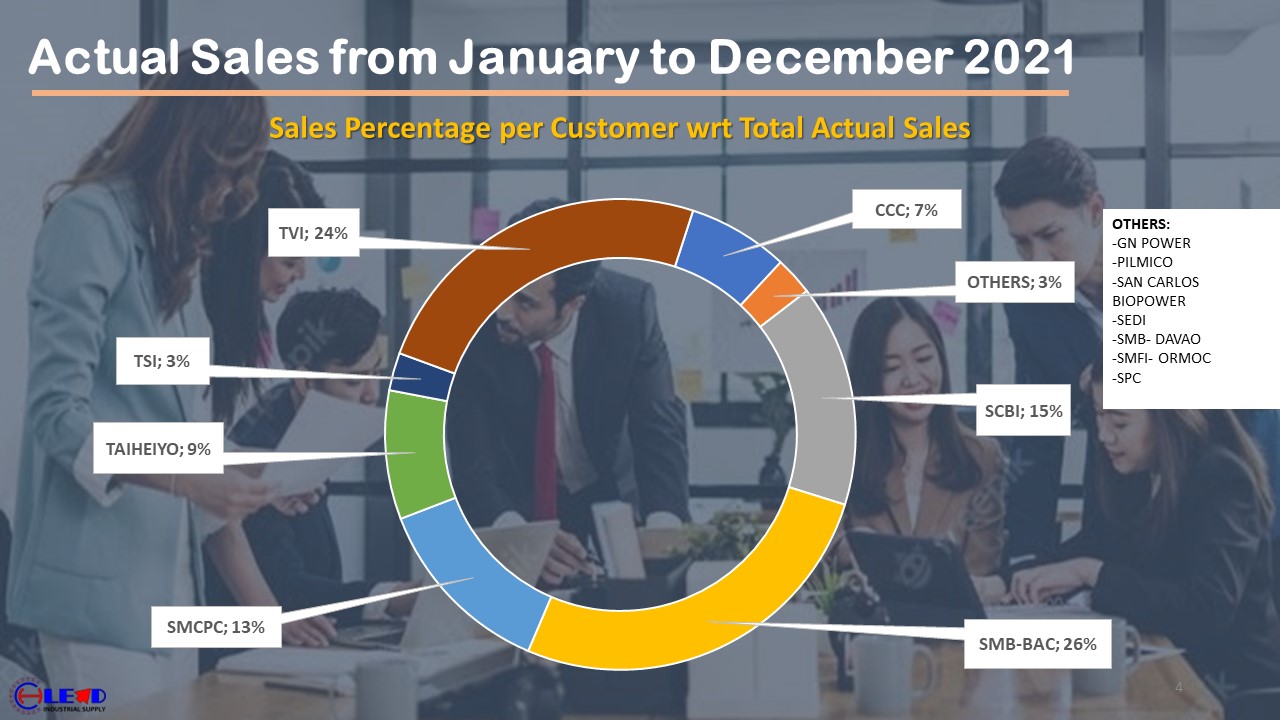 Actual Sales from January to December 2021
Sales Percentage per Customer wrt Total Actual Sales
TVI; 24%
CCC; 7%
OTHERS; 3%
TSI; 3%
SCBI; 15%
TAIHEIYO; 9%
SMCPC; 13%
SMB-BAC; 26%
OTHERS:
-GN POWER
-PILMICO
-SAN CARLOS
BIOPOWER
-SEDI
-SMB- DAVAO
-SMFI- ORMOC
-SPC
LEAD
INDUSTRIAL SUPPLY
4